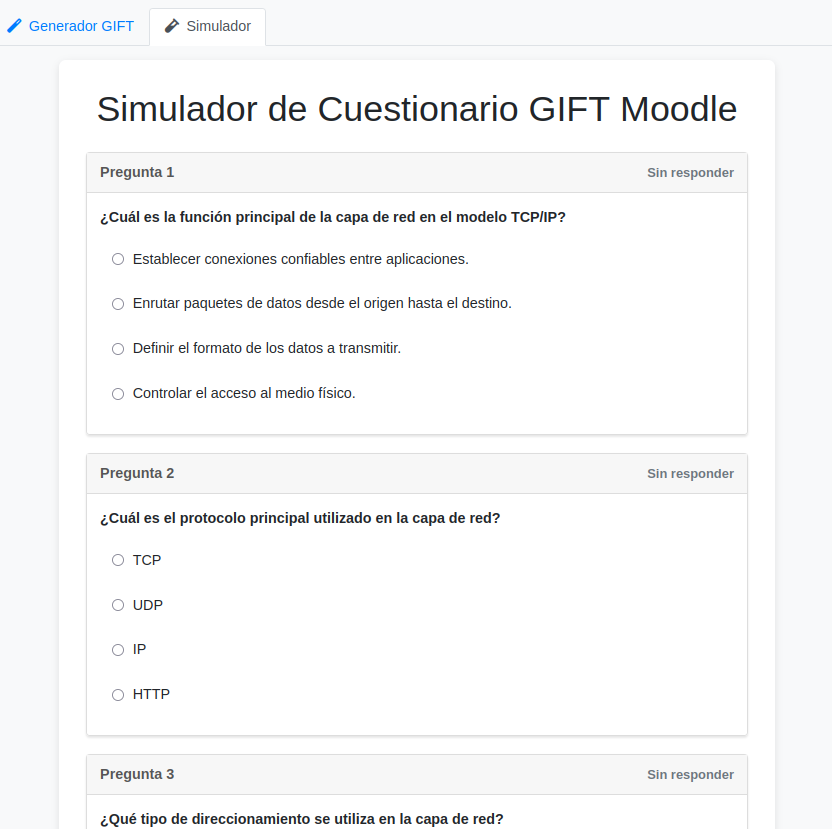 Generador GIFT Simulador
Simulador de Cuestionario GIFT Moodle
Pregunta 1 Sin responder
¿Cuál es la función principal de la capa de red en el modelo TCP/IP?
Establecer conexiones confiables entre aplicaciones.
Enrutar paquetes de datos desde el origen hasta el destino.
Definir el formato de los datos a transmitir.
Controlar el acceso al medio físico.
Pregunta 2 Sin responder
¿Cuál es el protocolo principal utilizado en la capa de red?
TCP
UDP
IP
HTTP
Pregunta 3 Sin responder
¿Qué tipo de direccionamiento se utiliza en la capa de red?